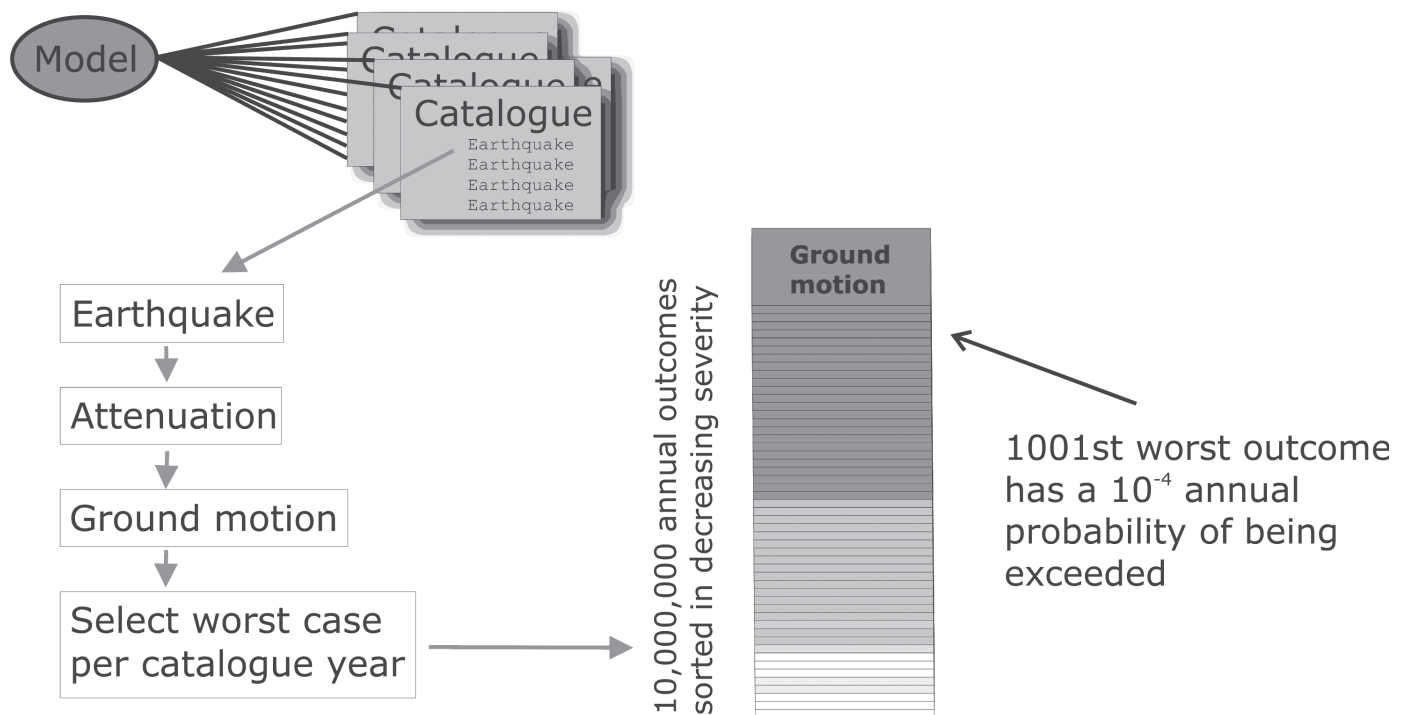 Model
Catalogue
Catalogue
Catalogue
Catalogue
Earthquake
Earthquake
Earthquake
Earthquake
Earthquake
Attenuation
Ground motion
Select worst case
per catalogue year
10,000,000 annual outcomes
sorted in decreasing severity
Ground
motion
1001st worst outcome
has a 10⁻⁴ annual
probability of being
exceeded